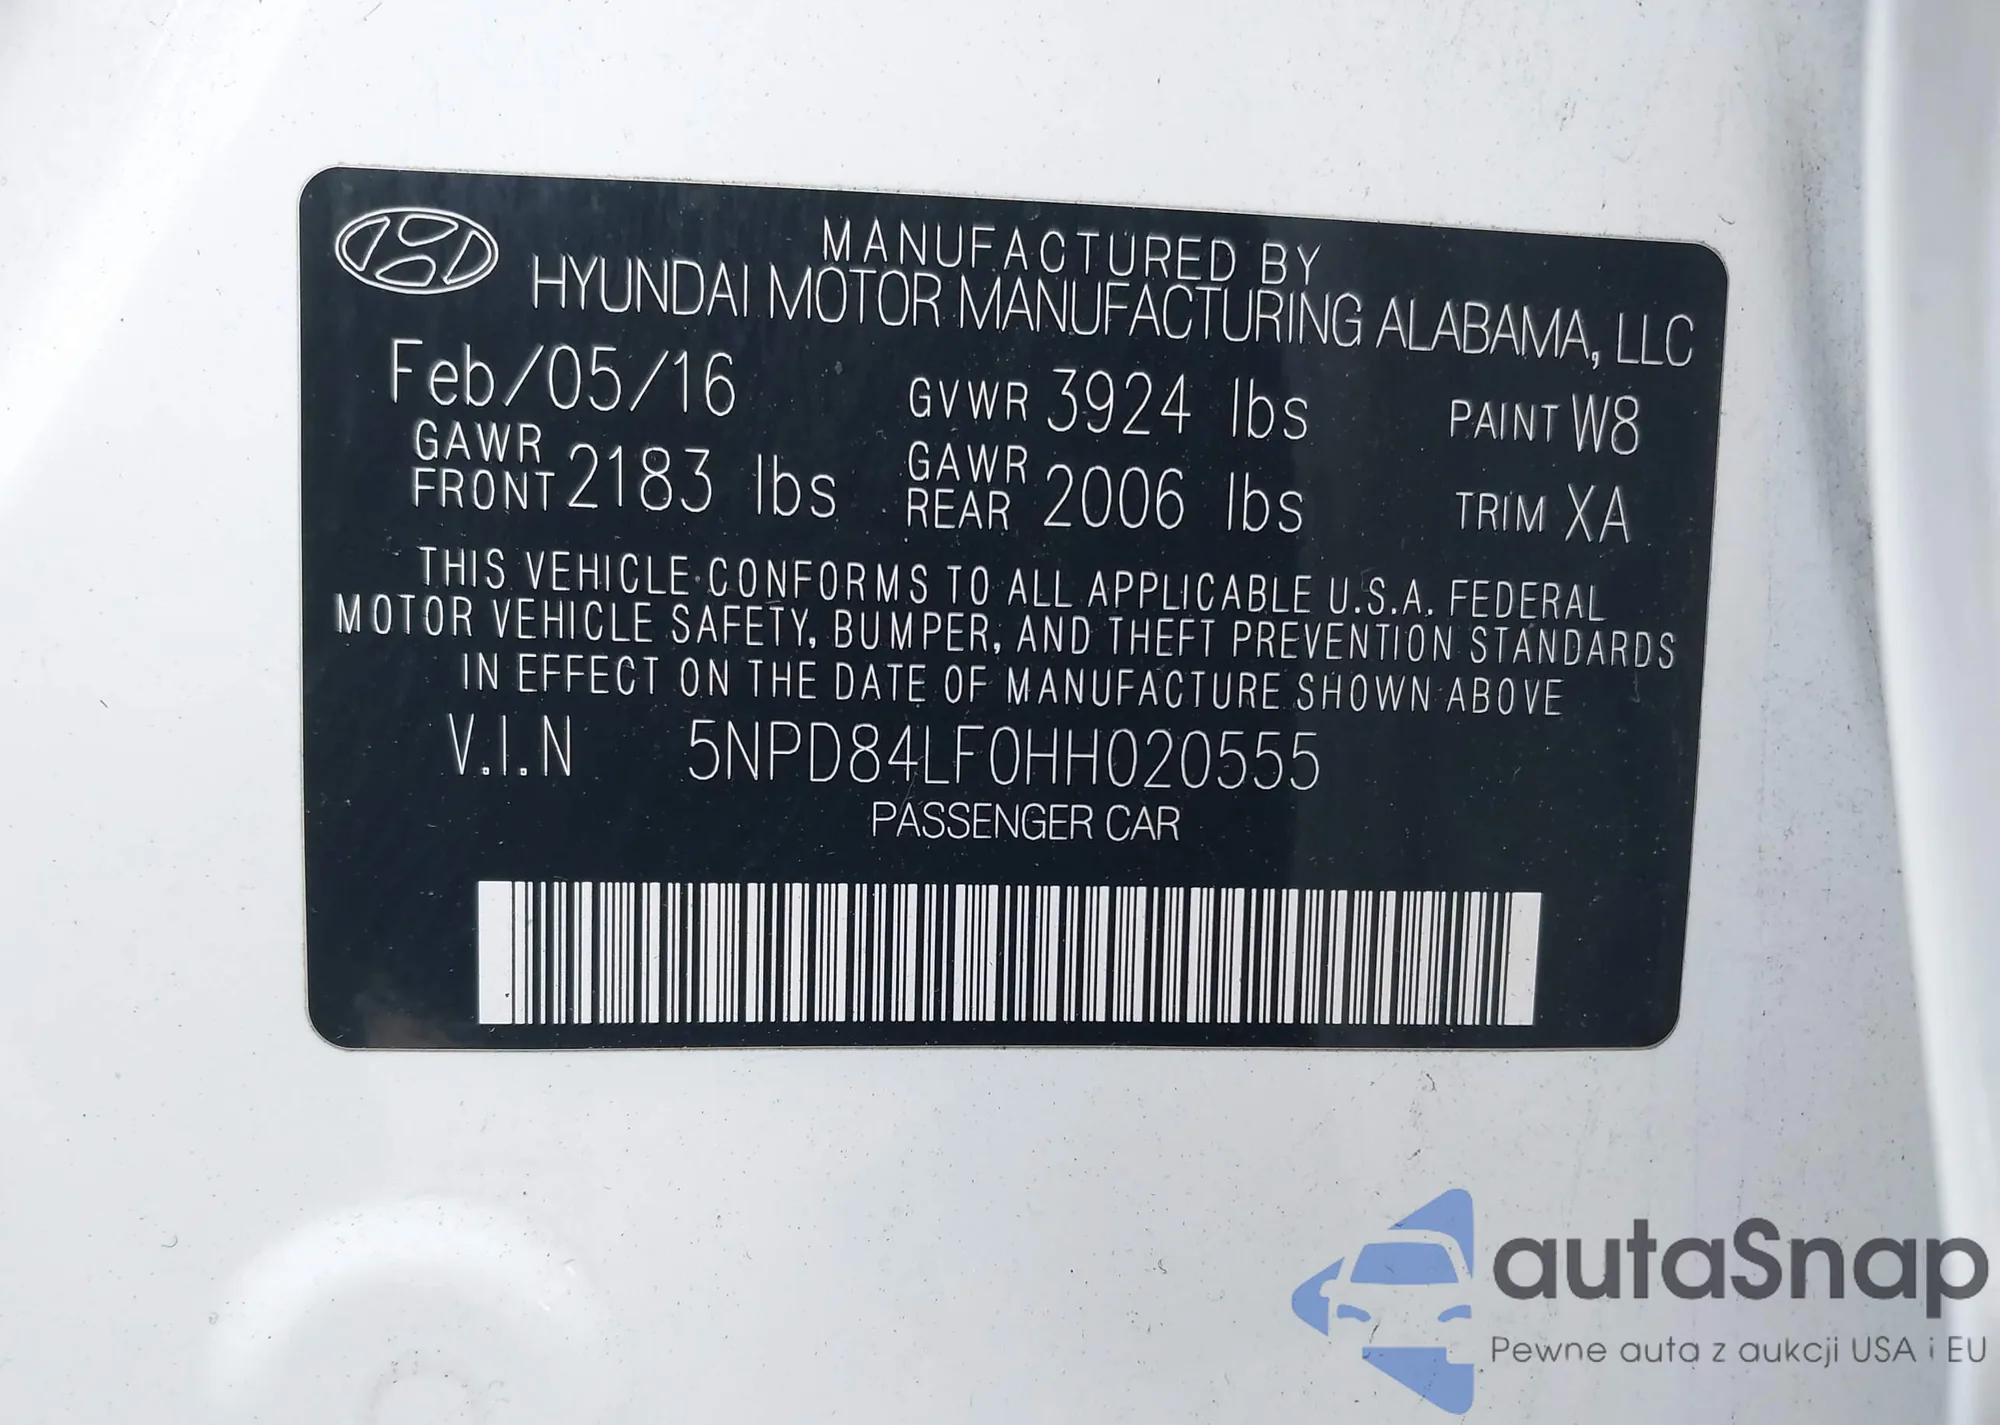 MANUFACTURED BY
HYUNDAI MOTOR MANUFACTURING ALABAMA, LLC
Feb/05/16 GVWR 3924 lbs PAINT W8
GAWR FRONT 2183 lbs GAWR REAR 2006 lbs TRIM XA
THIS VEHICLE CONFORMS TO ALL APPLICABLE U.S.A. FEDERAL
MOTOR VEHICLE SAFETY, BUMPER, AND THEFT PREVENTION STANDARDS
IN EFFECT ON THE DATE OF MANUFACTURE SHOWN ABOVE
V.I.N 5NPD84LF0HH020555
PASSENGER CAR
autaSnap
Pewne auta z aukcji USA i EU